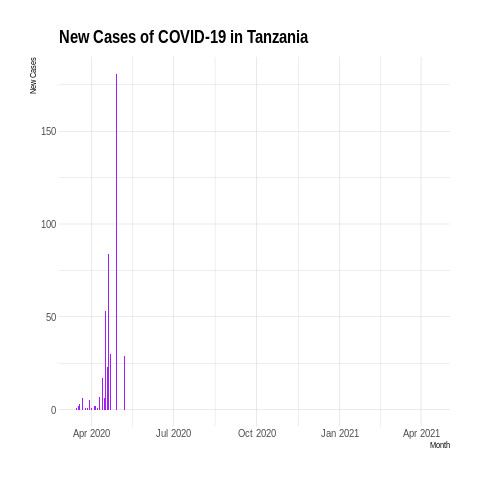 New Cases of COVID-19 in Tanzania
New Cases
150
100
50
0
Apr 2020 Jul 2020 Oct 2020 Jan 2021 Apr 2021
Month